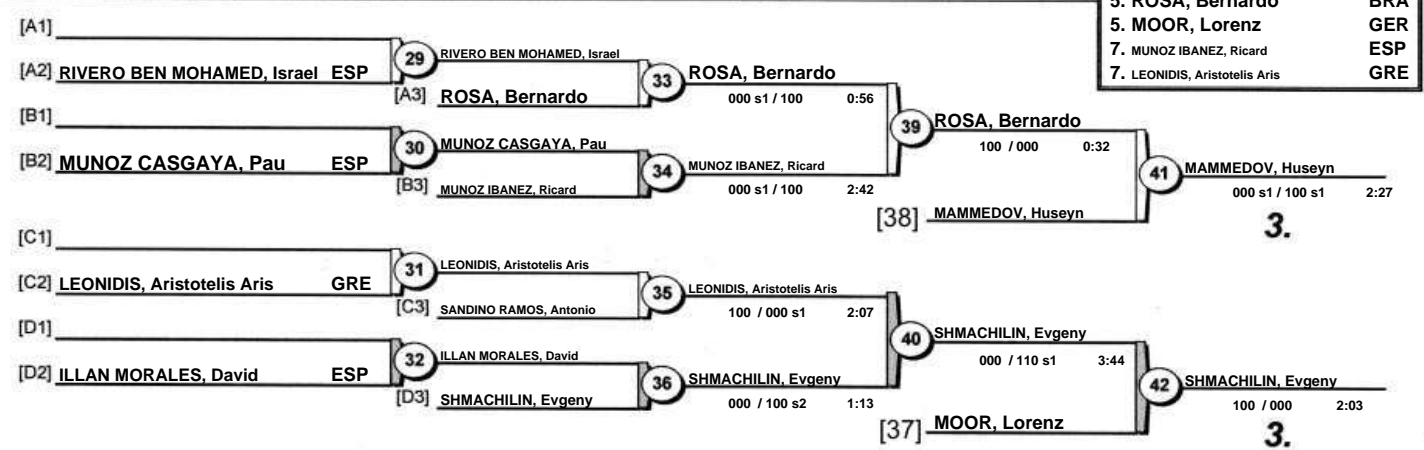 5. ROSA, Bernardo BRA
5. MOOR, Lorenz GER
7. MUNOZ IBANEZ, Ricard ESP
7. LEONIDIS, Aristotelis Aris GRE
[A1]
[A2] RIVERO BEN MOHAMED, Israel ESP
29 RIVERO BEN MOHAMED, Israel
[A3] ROSA, Bernardo
33 ROSA, Bernardo
000 s1 / 100 0:56
[B1]
[B2] MUNOZ CASGAYA, Pau ESP
30 MUNOZ CASGAYA, Pau
[B3] MUNOZ IBANEZ, Ricard
34 MUNOZ IBANEZ, Ricard
000 s1 / 100 2:42
39 ROSA, Bernardo
100 / 000 0:32
[38] MAMMEDOV, Huseyn
41 MAMMEDOV, Huseyn
000 s1 / 100 s1 2:27
3.
[C1]
[C2] LEONIDIS, Aristotelis Aris GRE
31 LEONIDIS, Aristotelis Aris
[C3] SANDINO RAMOS, Antonio
35 LEONIDIS, Aristotelis Aris
100 / 000 s1 2:07
[D1]
[D2] ILLAN MORALES, David ESP
32 ILLAN MORALES, David
[D3] SHMACHILIN, Evgeny
36 SHMACHILIN, Evgeny
000 / 100 s2 1:13
40 SHMACHILIN, Evgeny
000 / 110 s1 3:44
[37] MOOR, Lorenz
42 SHMACHILIN, Evgeny
100 / 000 2:03
3.